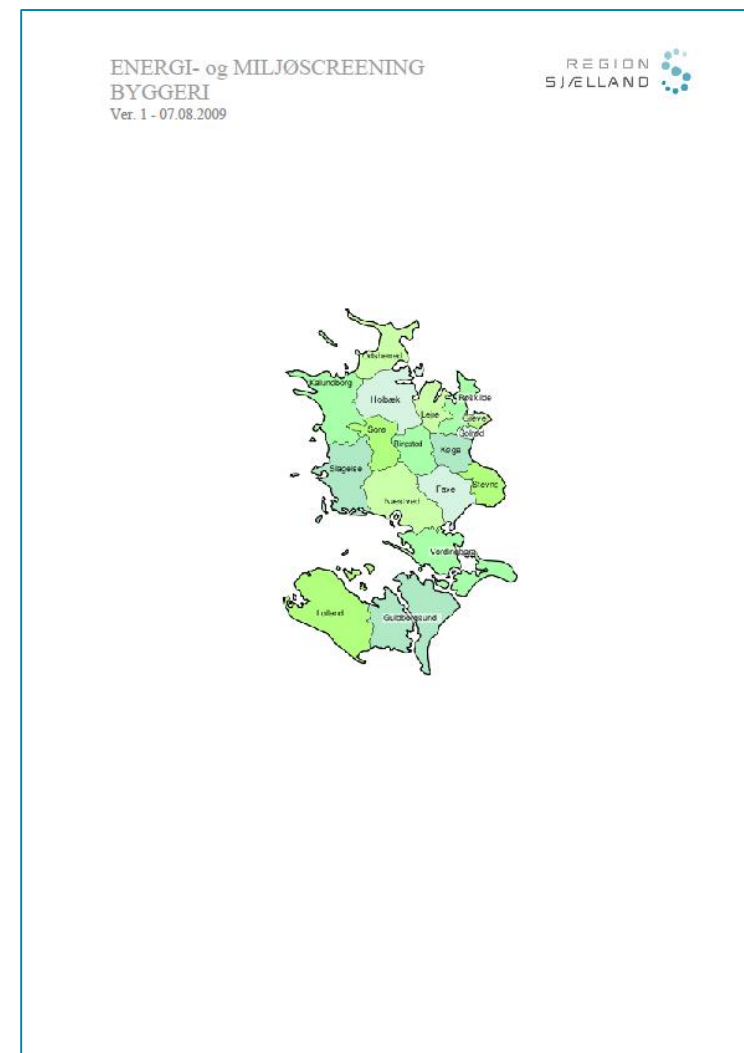 ENERGI- og MILJØSCREENING
BYGGERI
Ver. 1 - 07.08.2009
REGION
SJÆLLAND
Kalundborg
Holbæk
Roskilde
Lejre
Greve
Solrød
Sorø
Ringsted
Køge
Slagelse
Faxe
Stevns
Næstved
Vordingborg
Lolland
Guldborgsund